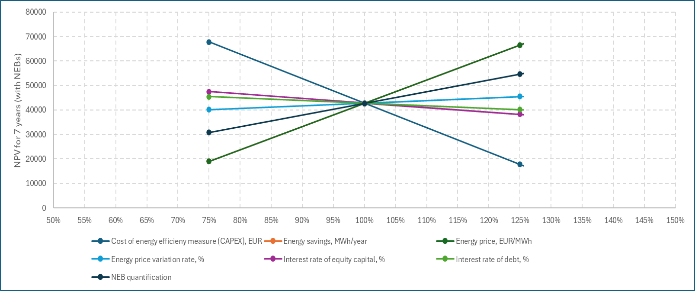 80000
70000
60000
50000
40000
30000
20000
10000
0
NPV for 7 years (with NEBs)
50% 55% 60% 65% 70% 75% 80% 85% 90% 95% 100% 105% 110% 115% 120% 125% 130% 135% 140% 145% 150%
Cost of energy efficieny measure (CAPEX), EUR Energy savings, MWh/year Energy price, EUR/MWh
Energy price variation rate, % Interest rate of equity capital, % Interest rate of debt, %
NEB quantification